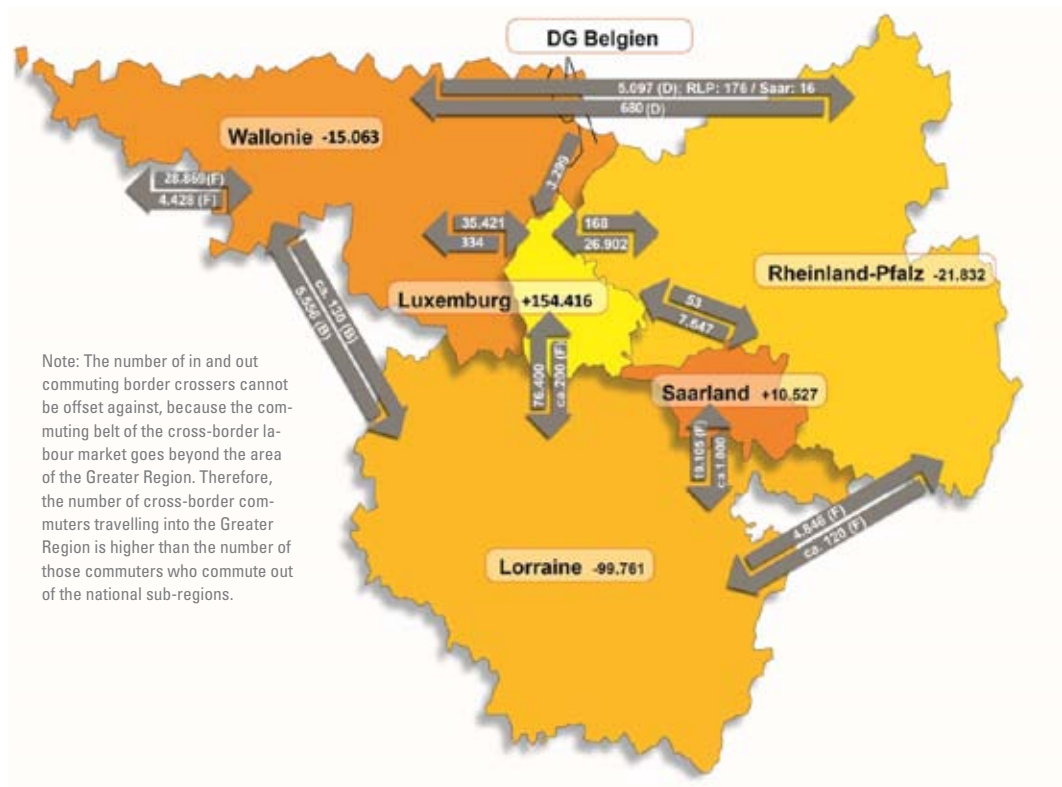 DG Belgien
5.097 (D); RLP: 176 / Saar: 16
680 (D)
Wallonie -15.063
3.299
28.869(F)
4.428 (F)
35.421
334
168
26.902
Rheinland-Pfalz -21.832
ca. 130 (B)
5.556 (B)
Luxemburg +154.416
53
7.647
76.400
ca.200 (F)
Saarland +10.527
19.105 (F)
ca.1.000
4.846 (F)
ca. 120 (F)
Lorraine -99.761
Note: The number of in and out
commuting border crossers cannot
be offset against, because the com-
muting belt of the cross-border la-
bour market goes beyond the area
of the Greater Region. Therefore,
the number of cross-border com-
muters travelling into the Greater
Region is higher than the number of
those commuters who commute out
of the national sub-regions.